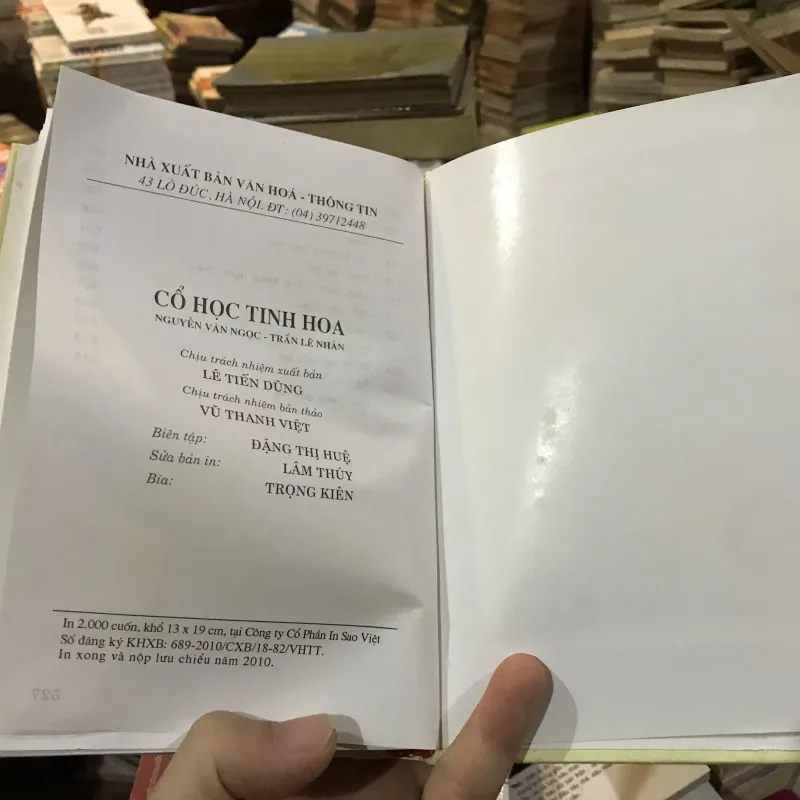 NHÀ XUẤT BẢN VĂN HOÁ - THÔNG TIN
43 LÒ ĐÚC, HÀ NỘI. ĐT: (04) 39712448
CỔ HỌC TINH HOA
NGUYỄN VĂN NGỌC - TRẦN LÊ NHÂN
Chịu trách nhiệm xuất bản
LÊ TIẾN DŨNG
Chịu trách nhiệm bản thảo
VŨ THANH VIỆT
Biên tập: ĐẶNG THỊ HUỆ
Sửa bản in: LÂM THÚY
Bìa: TRỌNG KIÊN
In 2.000 cuốn, khổ 13 x 19 cm, tại Công ty Cổ Phần In Sao Việt
Số đăng ký KHXB: 689-2010/CXB/18-82/VHTT.
In xong và nộp lưu chiểu năm 2010.